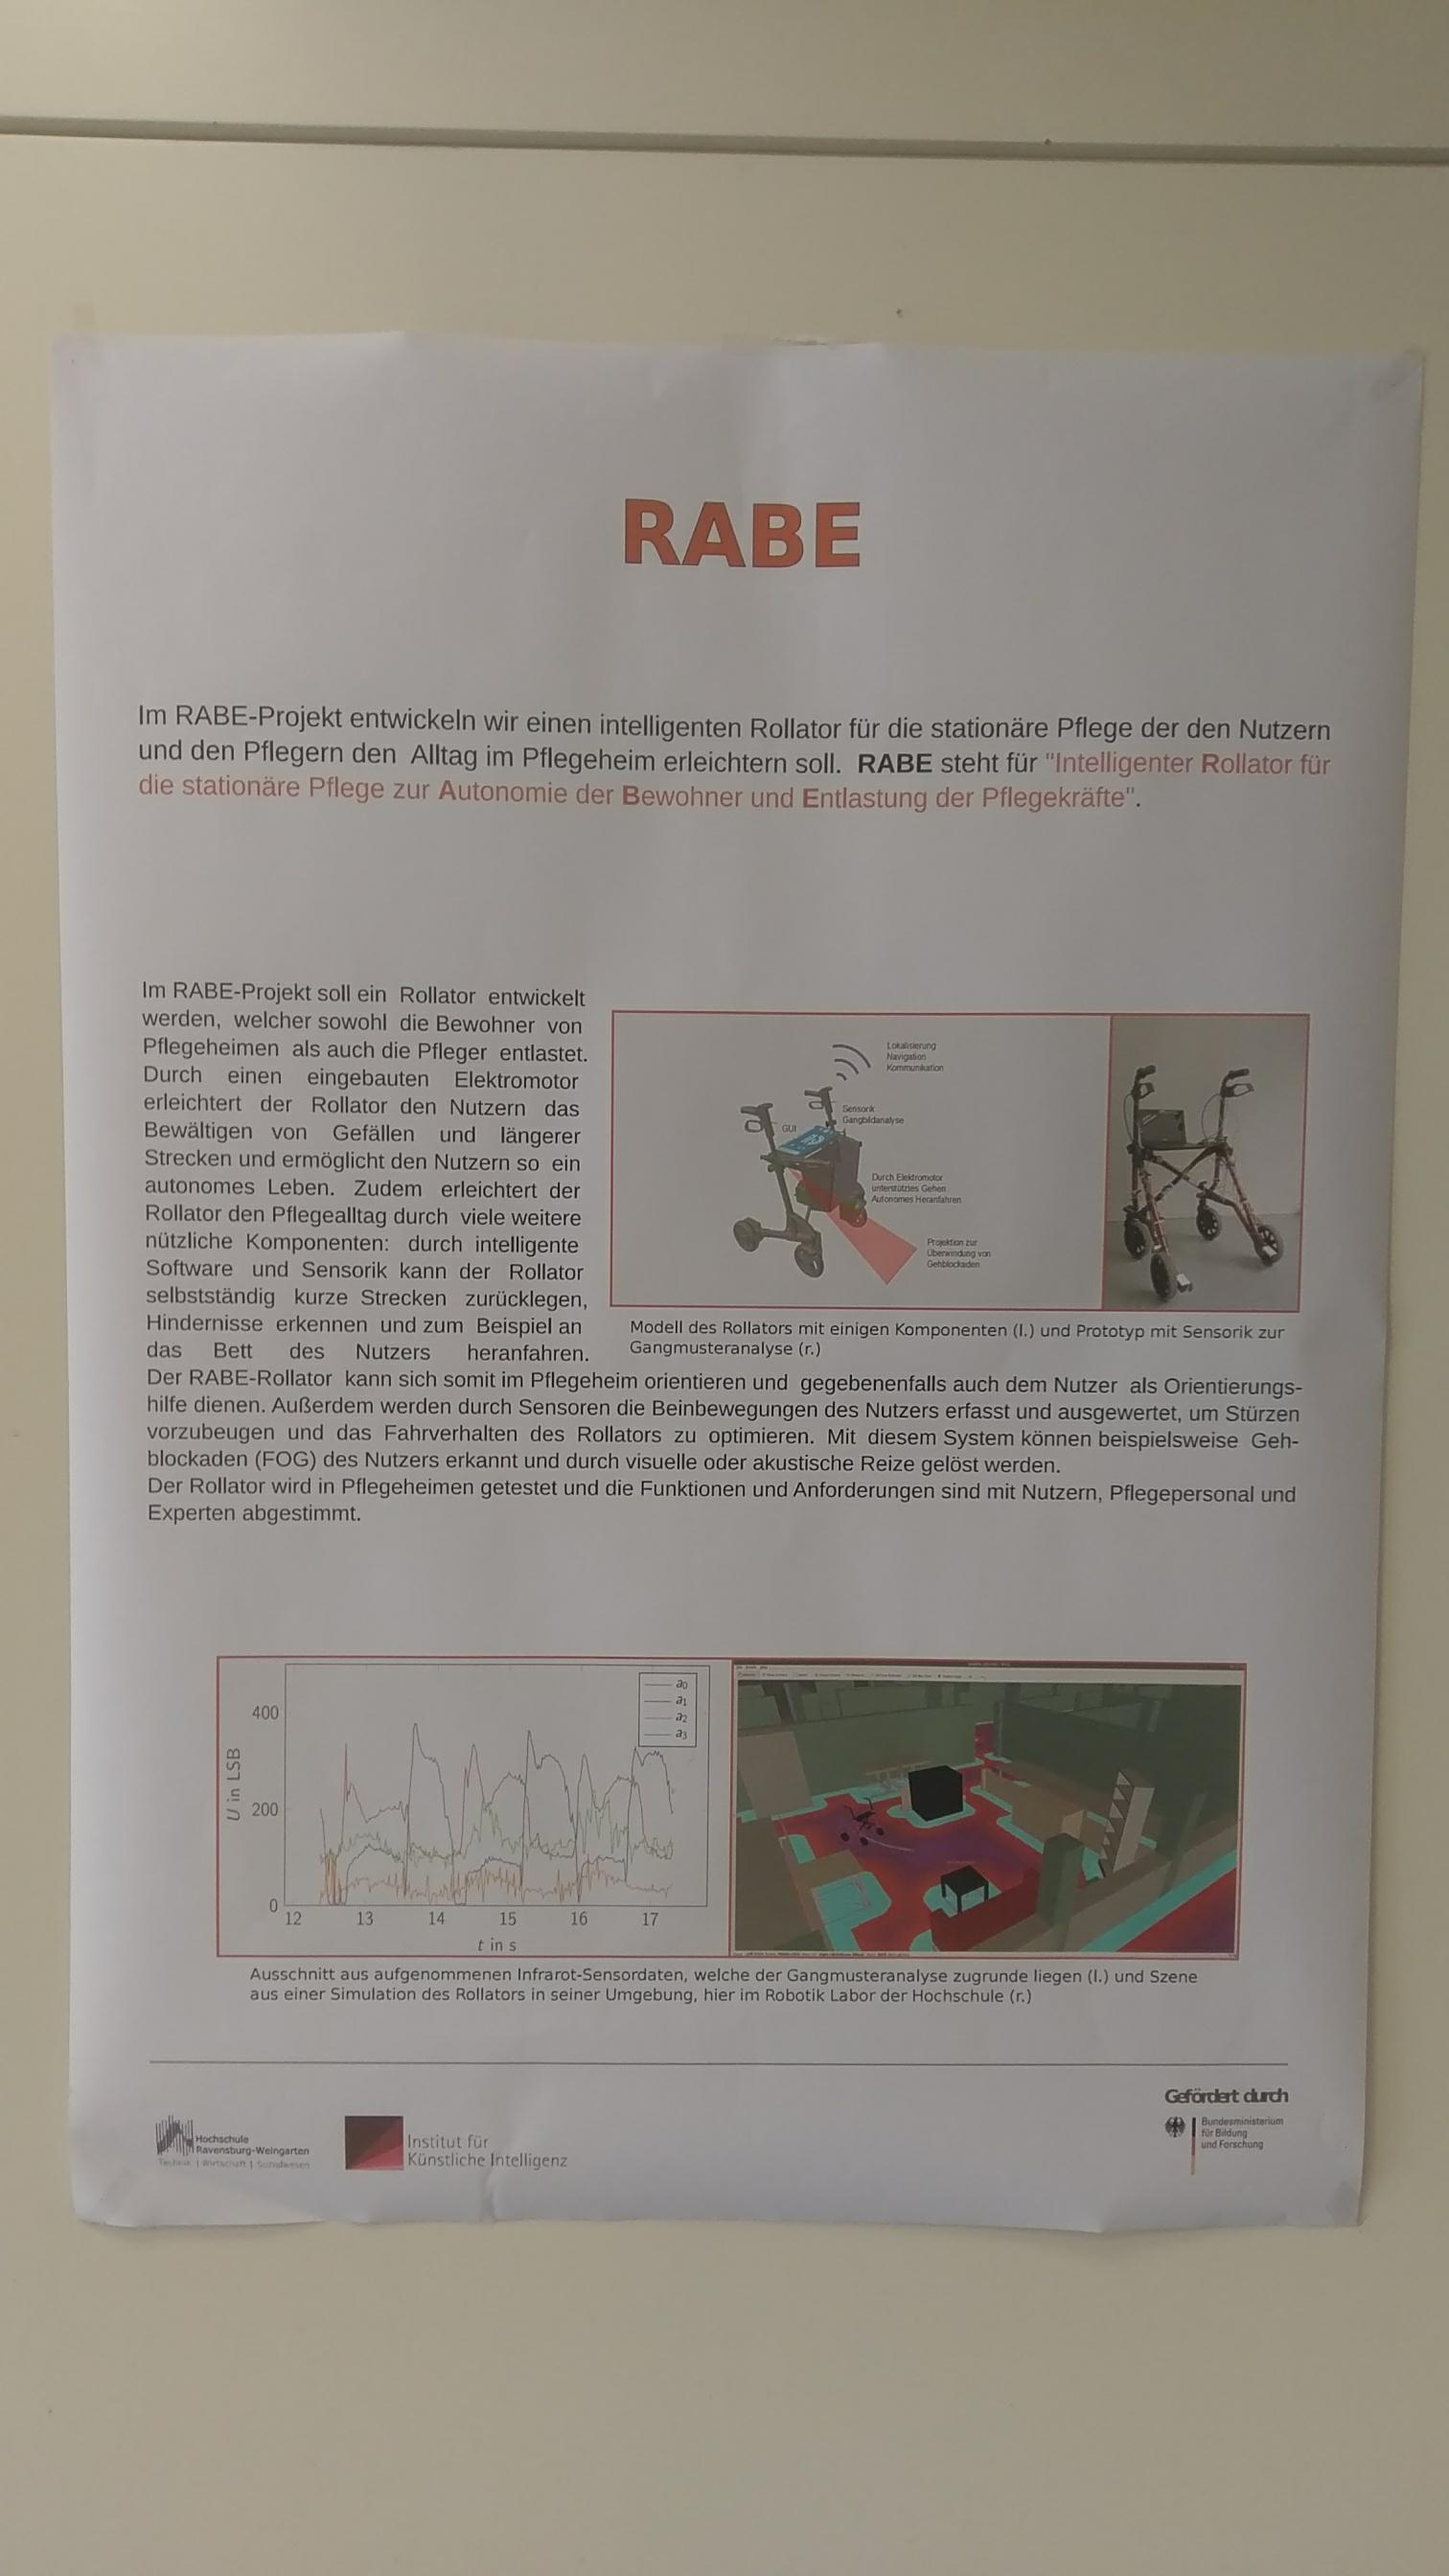 RABE
Im RABE-Projekt entwickeln wir einen intelligenten Rollator für die stationäre Pflege der den Nutzern
und den Pflegern den Alltag im Pflegeheim erleichtern soll. RABE steht für "Intelligenter Rollator für
die stationäre Pflege zur Autonomie der Bewohner und Entlastung der Pflegekräfte".
Im RABE-Projekt soll ein Rollator entwickelt
werden, welcher sowohl die Bewohner von
Pflegeheimen als auch die Pfleger entlastet.
Durch einen eingebauten Elektromotor
erleichtert der Rollator den Nutzern das
Bewältigen von Gefällen und längerer
Strecken und ermöglicht den Nutzern so ein
autonomes Leben. Zudem erleichtert der
Rollator den Pflegealltag durch viele weitere
nützliche Komponenten: durch intelligente
Software und Sensorik kann der Rollator
selbstständig kurze Strecken zurücklegen,
Hindernisse erkennen und zum Beispiel an
das Bett des Nutzers heranfahren.
Lokalisierung
Navigation
Kommunikation
Sensorik
Gangbildanalyse
GUI
Durch Elektromotor
unterstütztes Gehen
Autonomes Heranfahren
Projektion zur
Überwindung von
Gehblockaden
Modell des Rollators mit einigen Komponenten (l.) und Prototyp mit Sensorik zur
Gangmusteranalyse (r.)
Der RABE-Rollator kann sich somit im Pflegeheim orientieren und gegebenenfalls auch dem Nutzer als Orientierungs-
hilfe dienen. Außerdem werden durch Sensoren die Beinbewegungen des Nutzers erfasst und ausgewertet, um Stürzen
vorzubeugen und das Fahrverhalten des Rollators zu optimieren. Mit diesem System können beispielsweise Geh-
blockaden (FOG) des Nutzers erkannt und durch visuelle oder akustische Reize gelöst werden.
Der Rollator wird in Pflegeheimen getestet und die Funktionen und Anforderungen sind mit Nutzern, Pflegepersonal und
Experten abgestimmt.
U in LSB
400
200
0
12 13 14 15 16 17
t in s
a0
a1
a2
a3
Ausschnitt aus aufgenommenen Infrarot-Sensordaten, welche der Gangmusteranalyse zugrunde liegen (l.) und Szene
aus einer Simulation des Rollators in seiner Umgebung, hier im Robotik Labor der Hochschule (r.)
Hochschule
Ravensburg-Weingarten
Technik | Wirtschaft | Sozialwesen
Institut für
Künstliche Intelligenz
Gefördert durch
Bundesministerium
für Bildung
und Forschung